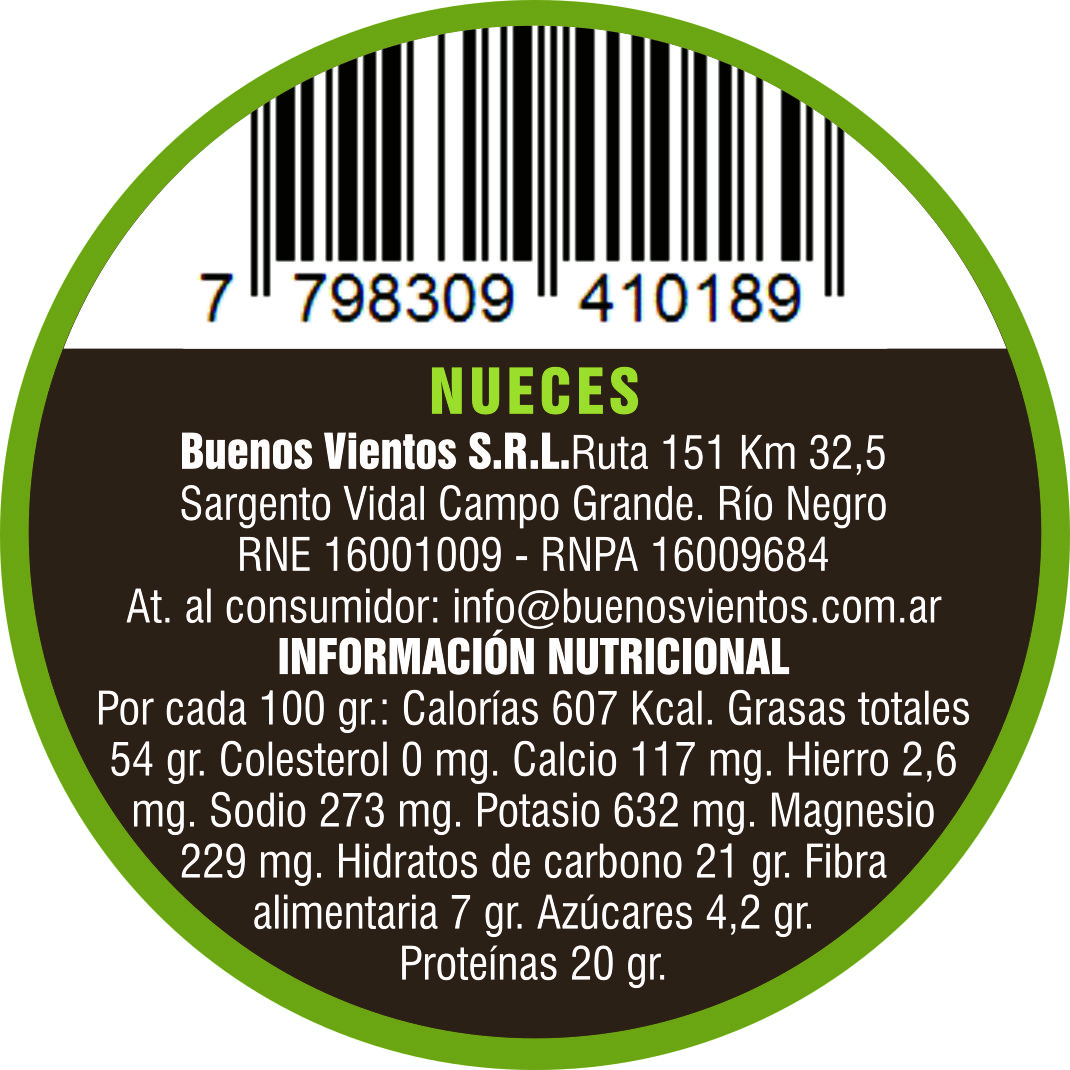 7 798309 410189
NUECES
Buenos Vientos S.R.L.Ruta 151 Km 32,5
Sargento Vidal Campo Grande. Río Negro
RNE 16001009 - RNPA 16009684
At. al consumidor: info@buenosvientos.com.ar
INFORMACIÓN NUTRICIONAL
Por cada 100 gr.: Calorías 607 Kcal. Grasas totales
54 gr. Colesterol 0 mg. Calcio 117 mg. Hierro 2,6
mg. Sodio 273 mg. Potasio 632 mg. Magnesio
229 mg. Hidratos de carbono 21 gr. Fibra
alimentaria 7 gr. Azúcares 4,2 gr.
Proteínas 20 gr.